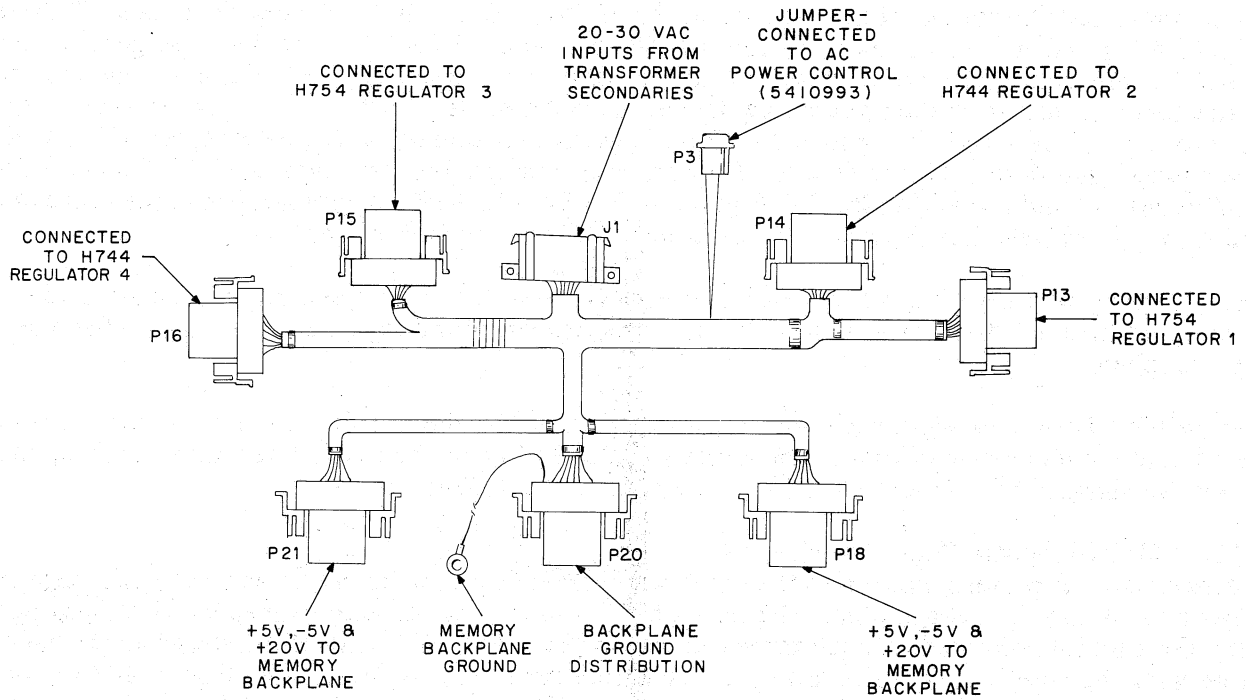 JUMPER-
CONNECTED
TO AC
POWER CONTROL
(5410993)
20-30 VAC
INPUTS FROM
TRANSFORMER
SECONDARIES
CONNECTED TO
H754 REGULATOR 3
CONNECTED TO
H744 REGULATOR 2
P3
P15
J1
P14
CONNECTED
TO H744
REGULATOR 4
P16
P13
CONNECTED
TO H754
REGULATOR 1
P21
P20
P18
+5V,-5V &
+20V TO
MEMORY
BACKPLANE
C
MEMORY
BACKPLANE
GROUND
BACKPLANE
GROUND
DISTRIBUTION
+5V,-5V &
+20V TO
MEMORY
BACKPLANE